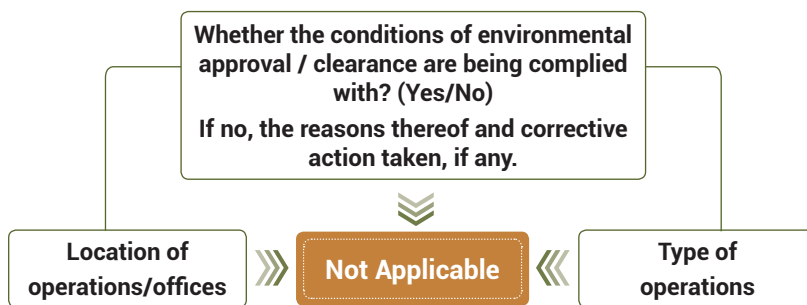 Whether the conditions of environmental
approval / clearance are being complied
with? (Yes/No)
If no, the reasons thereof and corrective
action taken, if any.
Location of
operations/offices
Not Applicable
Type of
operations